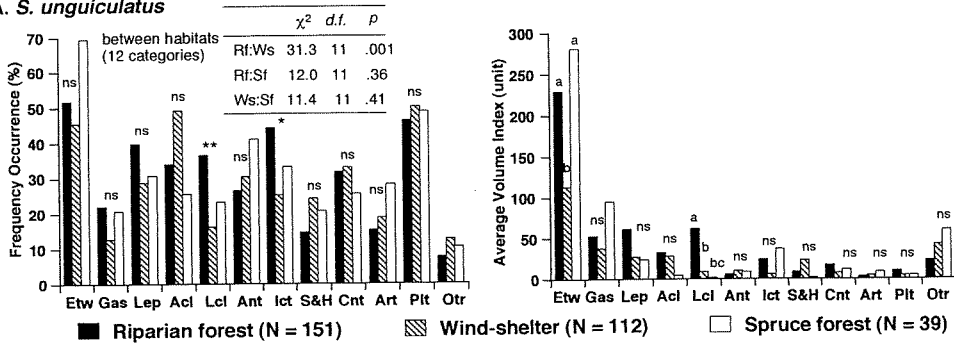 A. S. unguiculatus
χ² d.f. p
between habitats
(12 categories)
Rf:Ws 31.3 11 .001
Rf:Sf 12.0 11 .36
Ws:Sf 11.4 11 .41
Frequency Occurrence (%)
70
60
50
40
30
20
10
0
ns ns ns ns ** ns * ns ns ns ns
Etw Gas Lep Acl Lcl Ant Ict S&H Cnt Art Plt Otr
Average Volume Index (unit)
300
250
200
150
100
50
0
a b a ns ns ns a b bc ns ns ns ns ns ns ns
Etw Gas Lep Acl Lcl Ant Ict S&H Cnt Art Plt Otr
Riparian forest (N = 151) Wind-shelter (N = 112) Spruce forest (N = 39)